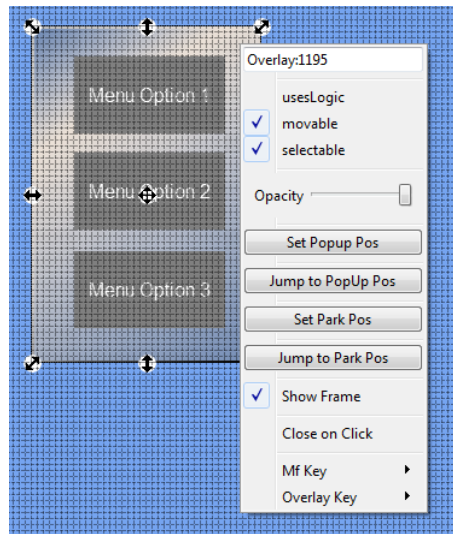 Menu Option 1
Menu Option 2
Menu Option 3
Overlay:1195
usesLogic
movable
selectable
Opacity
Set Popup Pos
Jump to PopUp Pos
Set Park Pos
Jump to Park Pos
Show Frame
Close on Click
Mf Key
Overlay Key